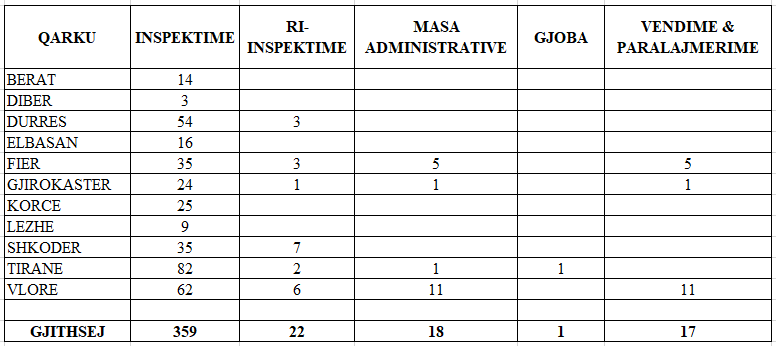 QARKU INSPEKTIME RI-INSPEKTIME MASA ADMINISTRATIVE GJOBA VENDIME & PARALAJMERIME
BERAT 14
DIBER 3
DURRES 54 3
ELBASAN 16
FIER 35 3 5 5
GJIROKASTER 24 1 1 1
KORCE 25
LEZHE 9
SHKODER 35 7
TIRANE 82 2 1 1
VLORE 62 6 11 11
GJITHSEJ 359 22 18 1 17